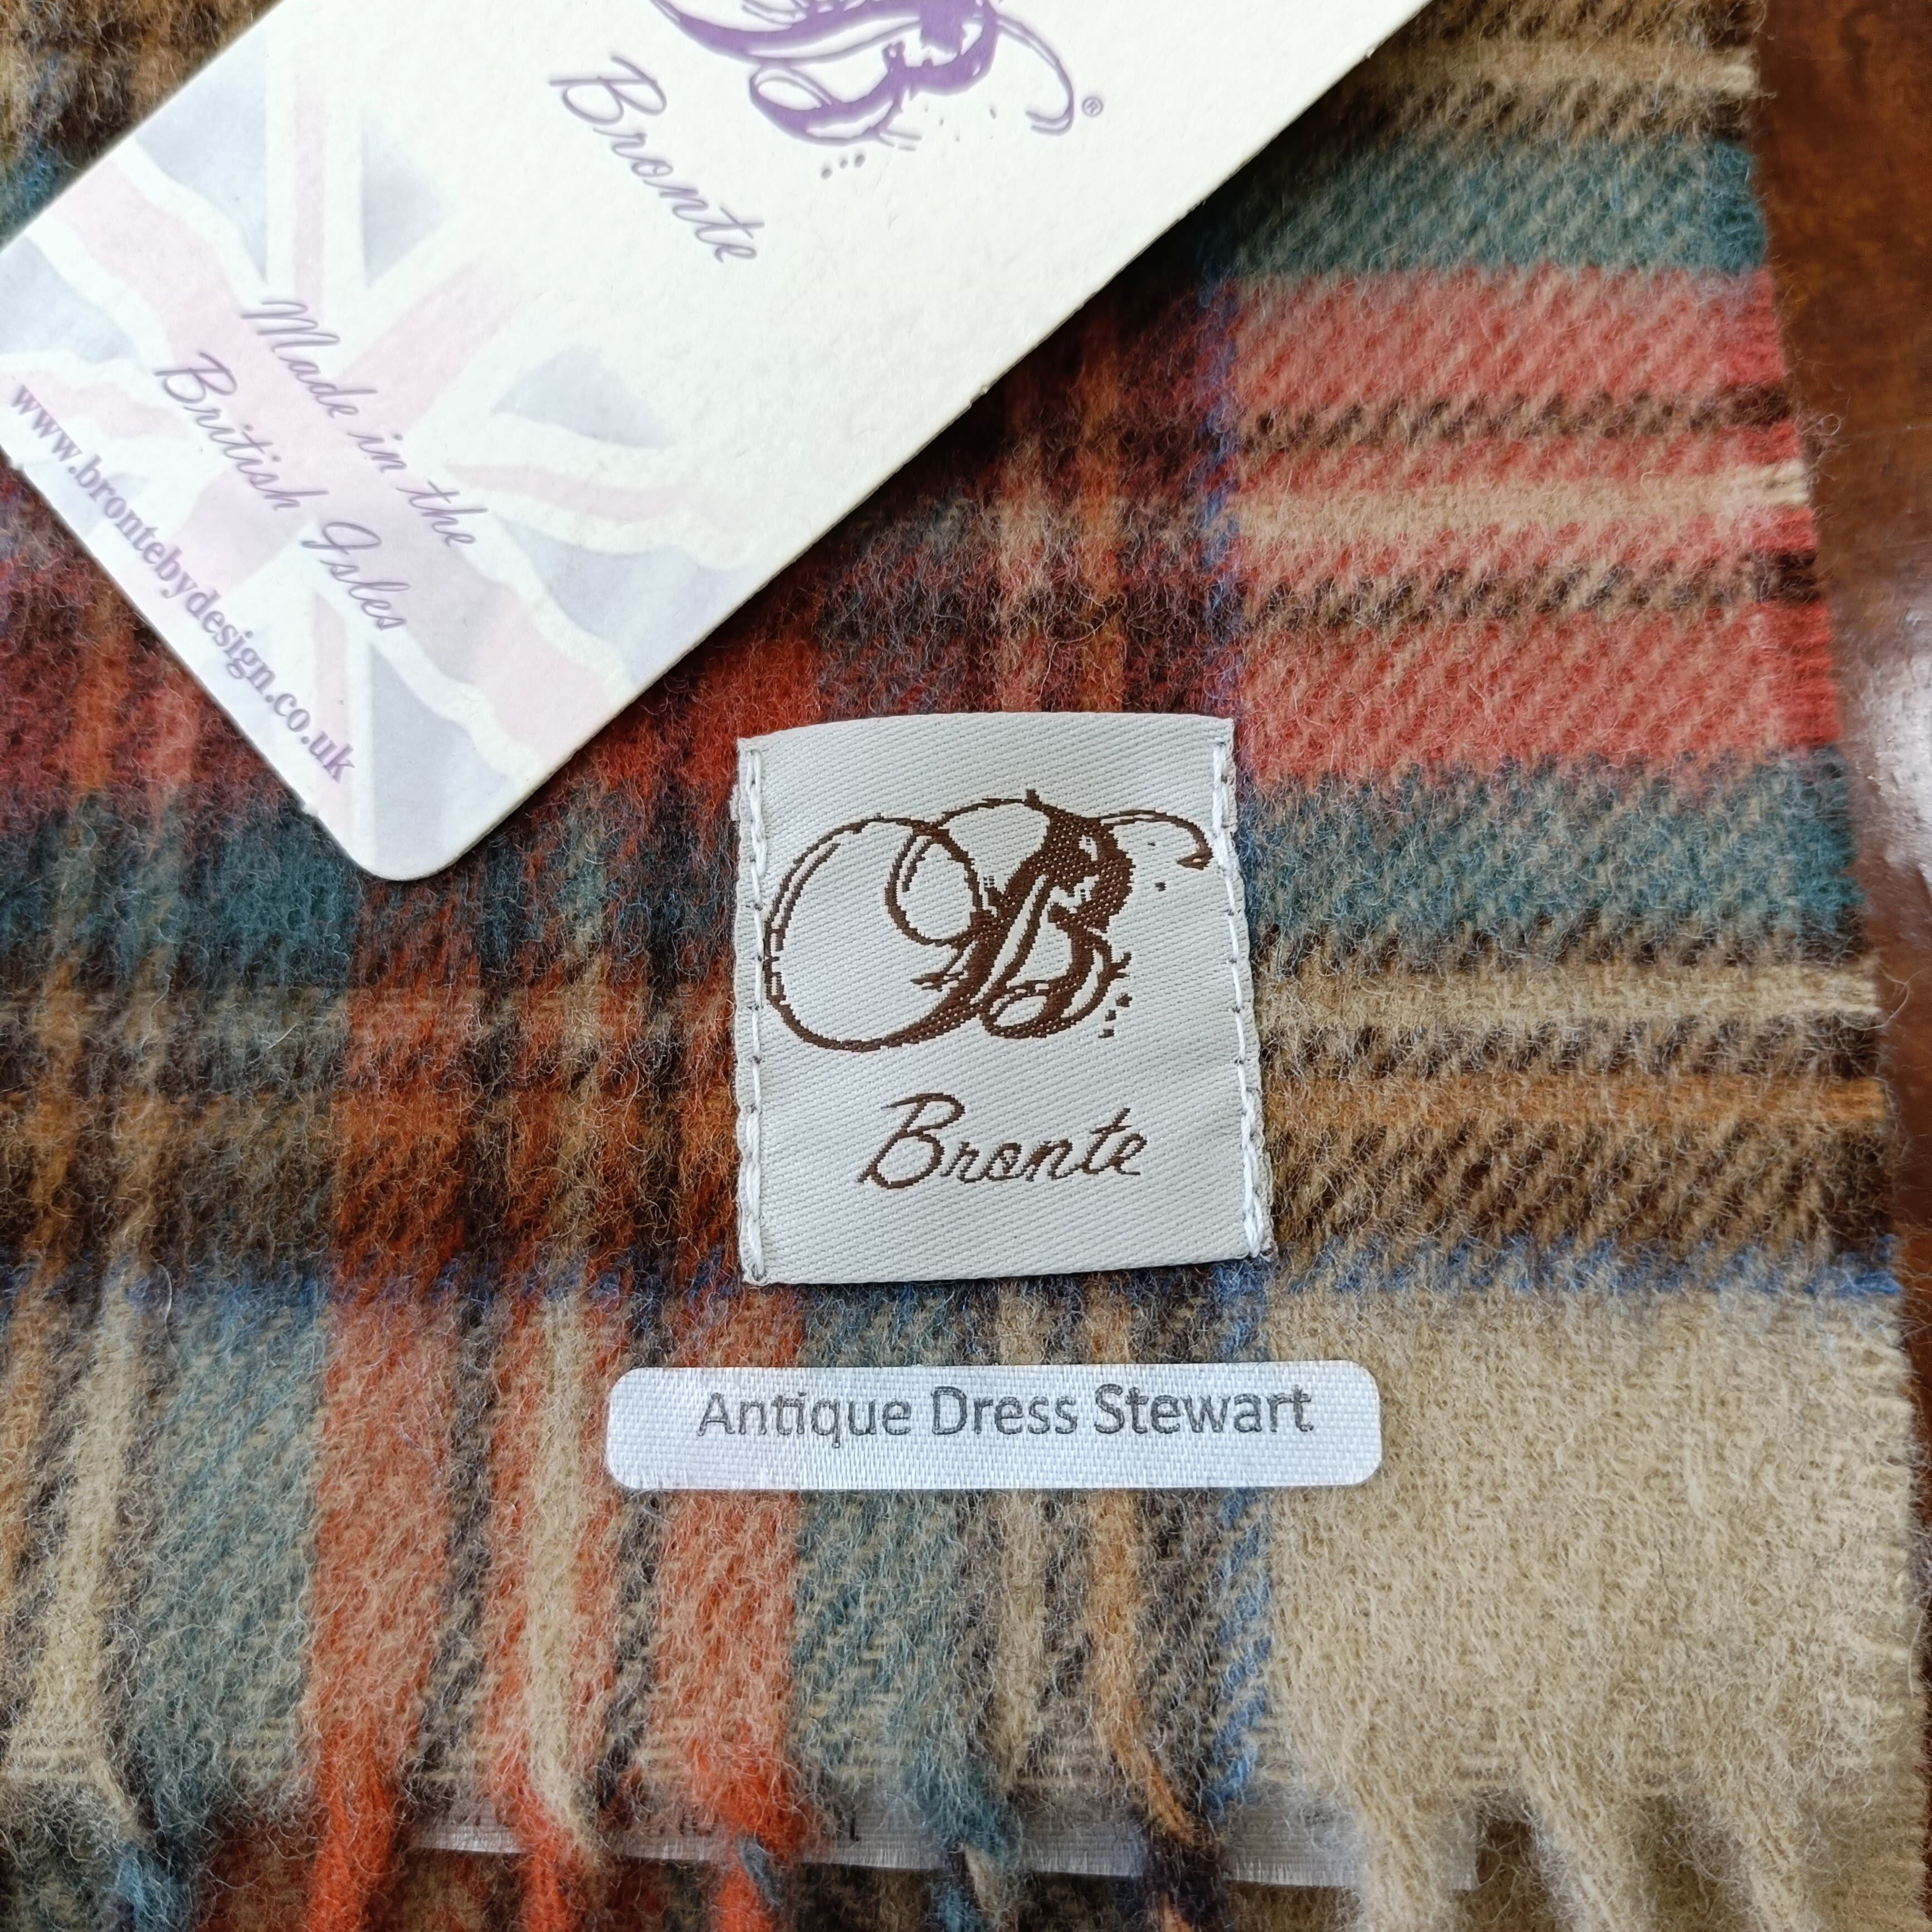 B
®
Bronte
Made in the
British Isles
www.brontebydesign.co.uk
B
Bronte
Antique Dress Stewart